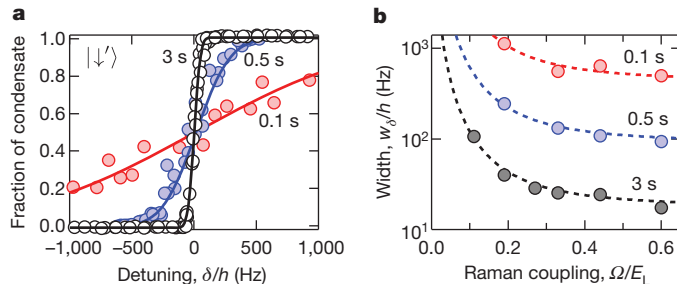 a
|↓′⟩
3 s
0.5 s
0.1 s
Fraction of condensate
1.0
0.8
0.6
0.4
0.2
0.0
–1,000
–500
0
500
1,000
Detuning, δ/h (Hz)
b
0.1 s
0.5 s
3 s
Width, wδ/h (Hz)
10³
10²
10¹
0.0
0.2
0.4
0.6
Raman coupling, Ω/E_L